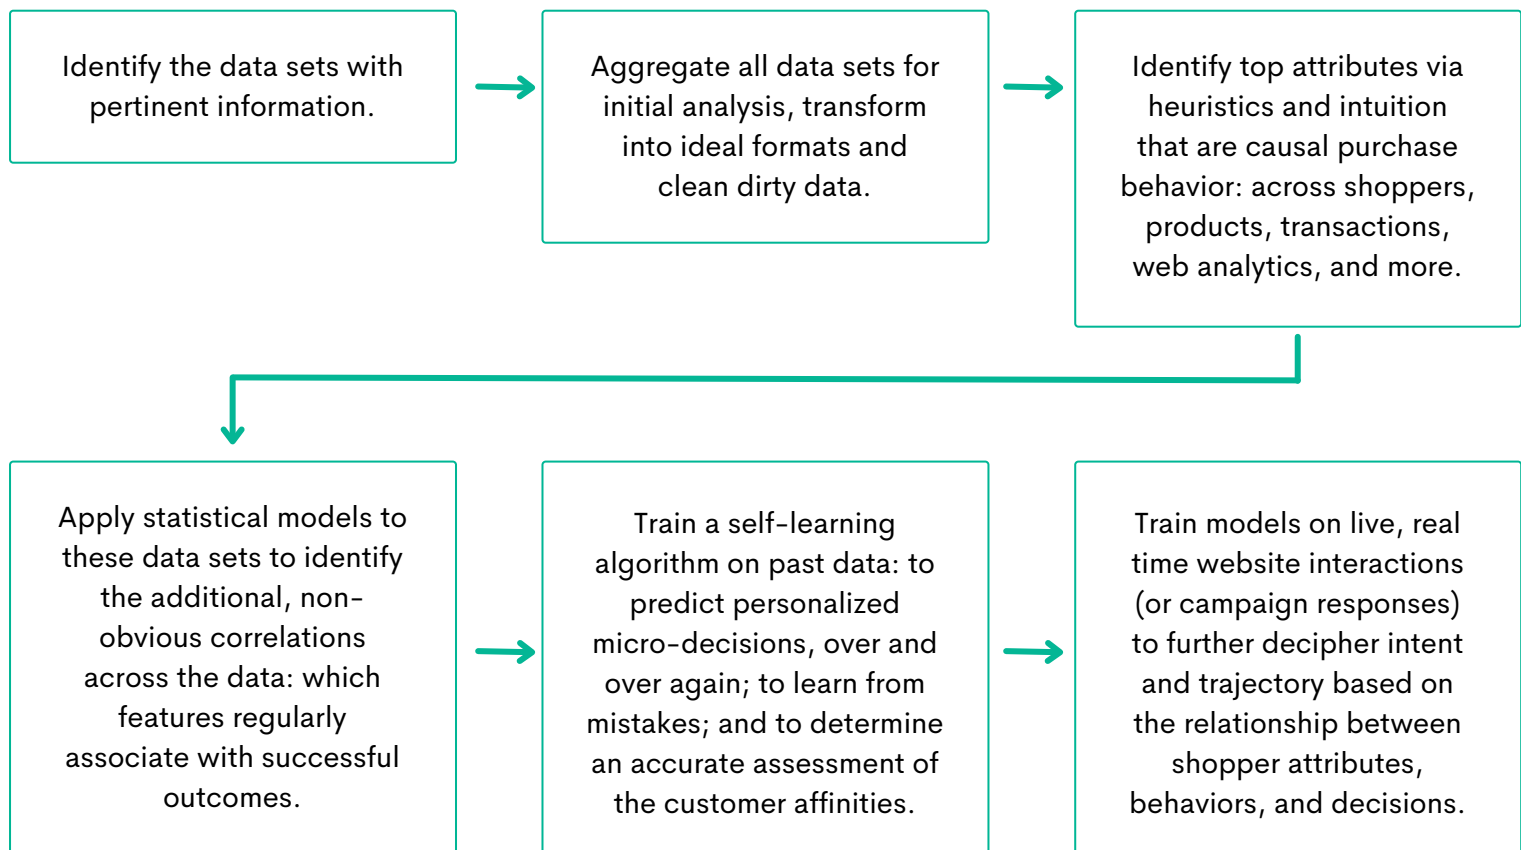 Identify the data sets with
pertinent information.
Aggregate all data sets for
initial analysis, transform
into ideal formats and
clean dirty data.
Identify top attributes via
heuristics and intuition
that are causal purchase
behavior: across shoppers,
products, transactions,
web analytics, and more.
Apply statistical models to
these data sets to identify
the additional, non-
obvious correlations
across the data: which
features regularly
associate with successful
outcomes.
Train a self-learning
algorithm on past data: to
predict personalized
micro-decisions, over and
over again; to learn from
mistakes; and to determine
an accurate assessment of
the customer affinities.
Train models on live, real
time website interactions
(or campaign responses)
to further decipher intent
and trajectory based on
the relationship between
shopper attributes,
behaviors, and decisions.